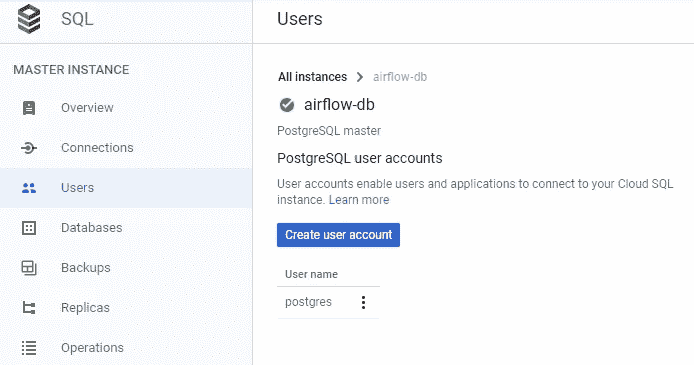 SQL
MASTER INSTANCE
Overview
Connections
Users
Databases
Backups
Replicas
Operations
Users
All instances > airflow-db
airflow-db
PostgreSQL master
PostgreSQL user accounts
User accounts enable users and applications to connect to your Cloud SQL
instance. Learn more
Create user account
User name
postgres